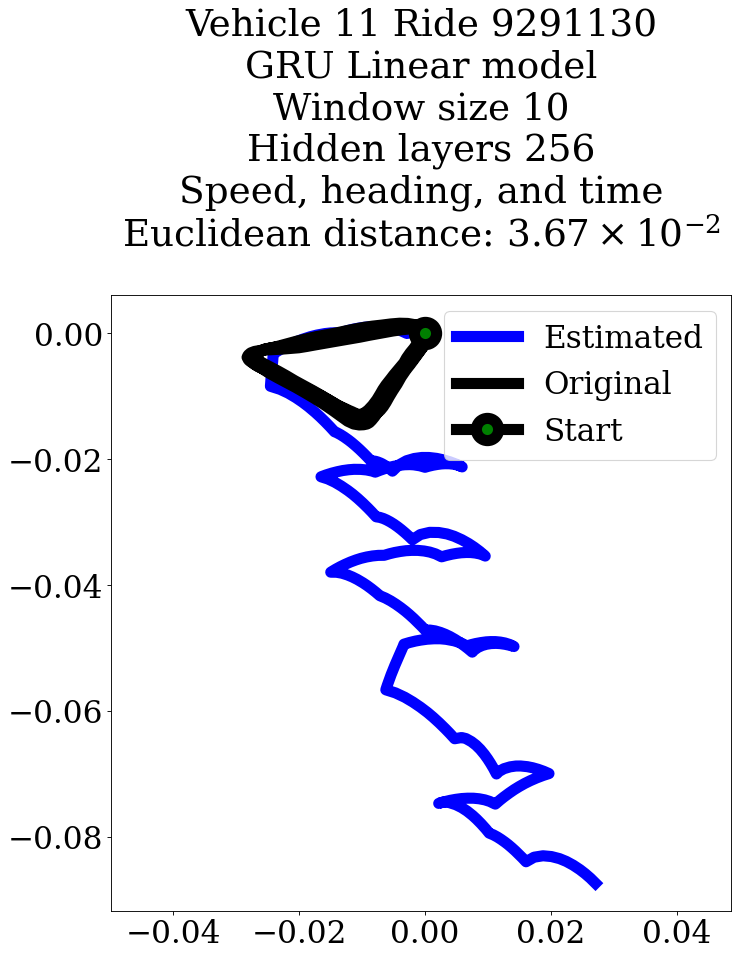 Vehicle 11 Ride 9291130
GRU Linear model
Window size 10
Hidden layers 256
Speed, heading, and time
Euclidean distance: 3.67 × 10⁻²
Estimated
Original
Start
0.00
−0.02
−0.04
−0.06
−0.08
−0.04 −0.02 0.00 0.02 0.04